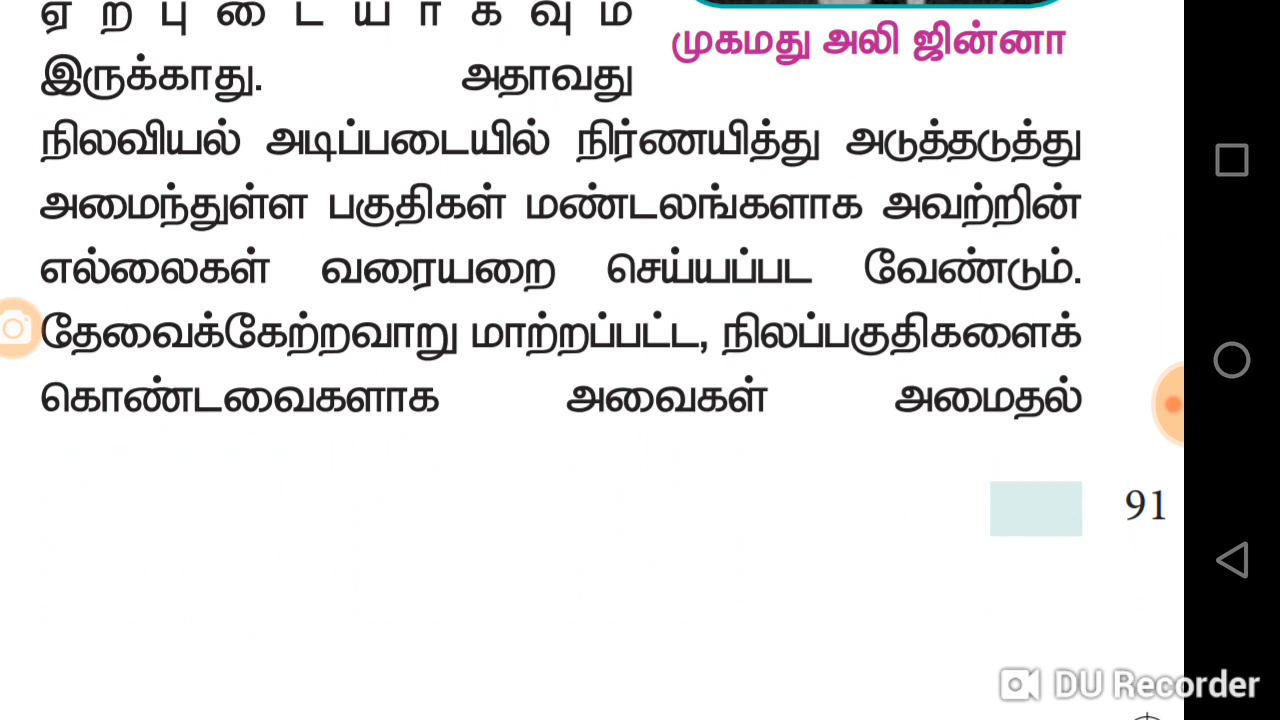 ஏற்புடையாகவும்
முகமது அலி ஜின்னா
இருக்காது. அதாவது
நிலவியல் அடிப்படையில் நிர்ணயித்து அடுத்தடுத்து
அமைந்துள்ள பகுதிகள் மண்டலங்களாக அவற்றின்
எல்லைகள் வரையறை செய்யப்பட வேண்டும்.
தேவைக்கேற்றவாறு மாற்றப்பட்ட, நிலப்பகுதிகளைக்
கொண்டவைகளாக அவைகள் அமைதல்
91
DU Recorder